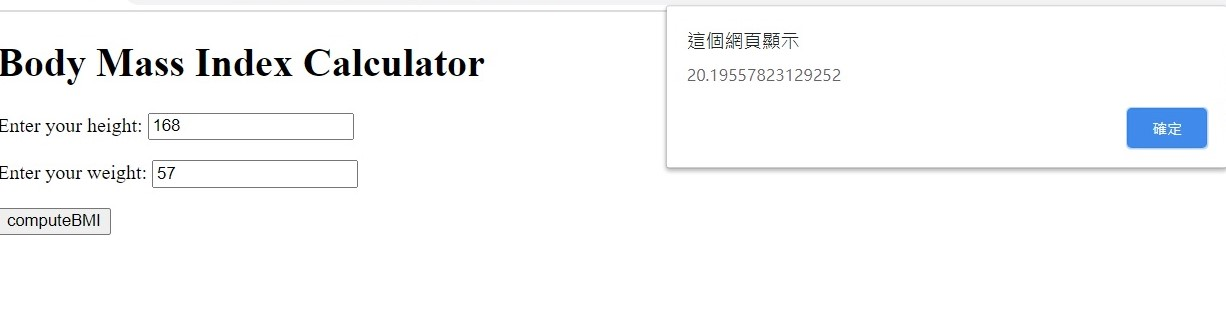 Body Mass Index Calculator
Enter your height: 168
Enter your weight: 57
computeBMI
這個網頁顯示
20.19557823129252
確定